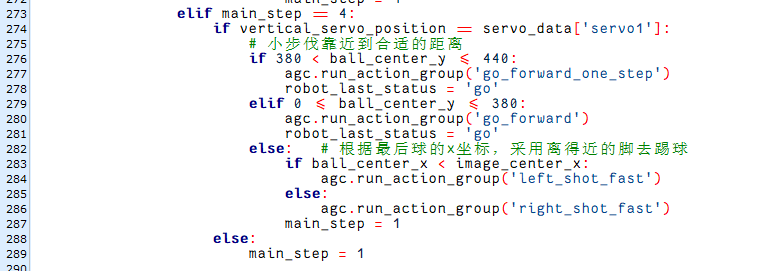 273 elif main_step == 4:
274 if vertical_servo_position == servo_data['servo1']:
275 # 小步伐靠近到合适的距离
276 if 380 < ball_center_y <= 440:
277 agc.run_action_group('go_forward_one_step')
278 robot_last_status = 'go'
279 elif 0 <= ball_center_y <= 380:
280 agc.run_action_group('go_forward')
281 robot_last_status = 'go'
282 else: # 根据最后球的x坐标，采用离得近的脚去踢球
283 if ball_center_x < image_center_x:
284 agc.run_action_group('left_shot_fast')
285 else:
286 agc.run_action_group('right_shot_fast')
287 main_step = 1
288 else:
289 main_step = 1
290